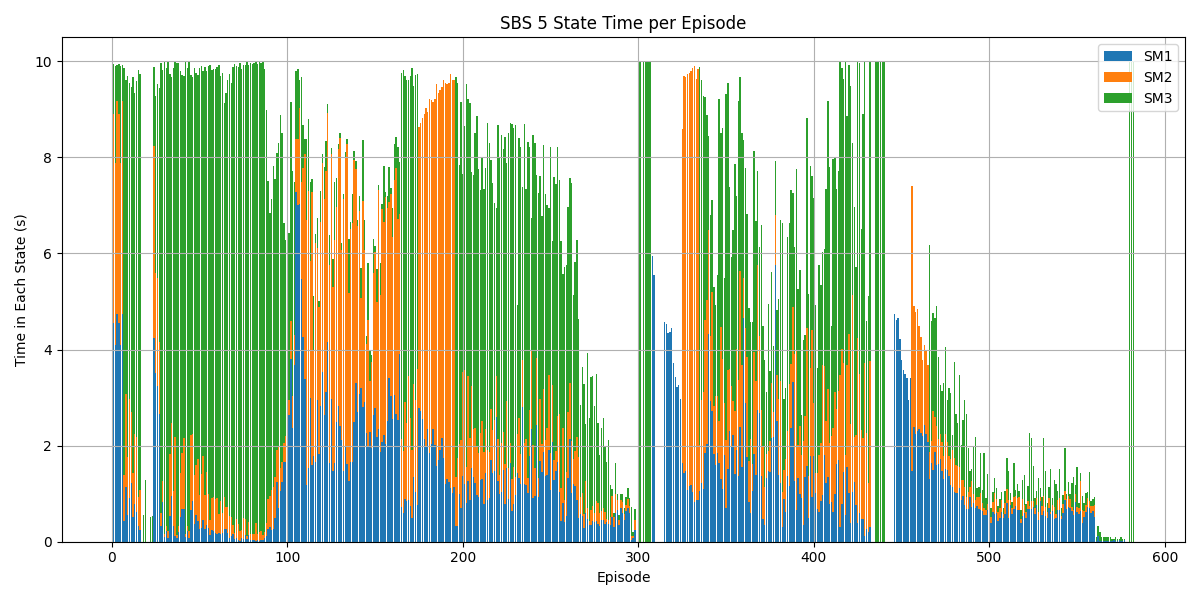 SBS 5 State Time per Episode
Time in Each State (s)
10
8
6
4
2
0
SM1
SM2
SM3
0 100 200 300 400 500 600
Episode